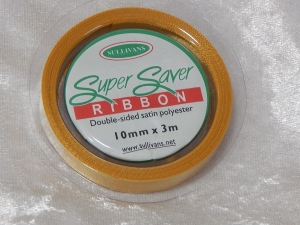 SULLIVANS
Super Saver
RIBBON
Double-sided satin polyester
10mm x 3m
www.sullivans.net